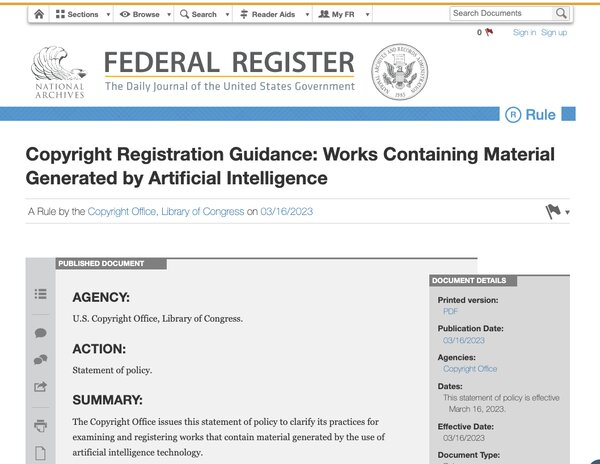 Sections Browse Search Reader Aids My FR Search Documents
0 Sign in Sign up
NATIONAL ARCHIVES
FEDERAL REGISTER
The Daily Journal of the United States Government
Rule
Copyright Registration Guidance: Works Containing Material
Generated by Artificial Intelligence
A Rule by the Copyright Office, Library of Congress on 03/16/2023
PUBLISHED DOCUMENT
AGENCY:
U.S. Copyright Office, Library of Congress.
ACTION:
Statement of policy.
SUMMARY:
The Copyright Office issues this statement of policy to clarify its practices for
examining and registering works that contain material generated by the use of
artificial intelligence technology.
DOCUMENT DETAILS
Printed version:
PDF
Publication Date:
03/16/2023
Agencies:
Copyright Office
Dates:
This statement of policy is effective
March 16, 2023.
Effective Date:
03/16/2023
Document Type: